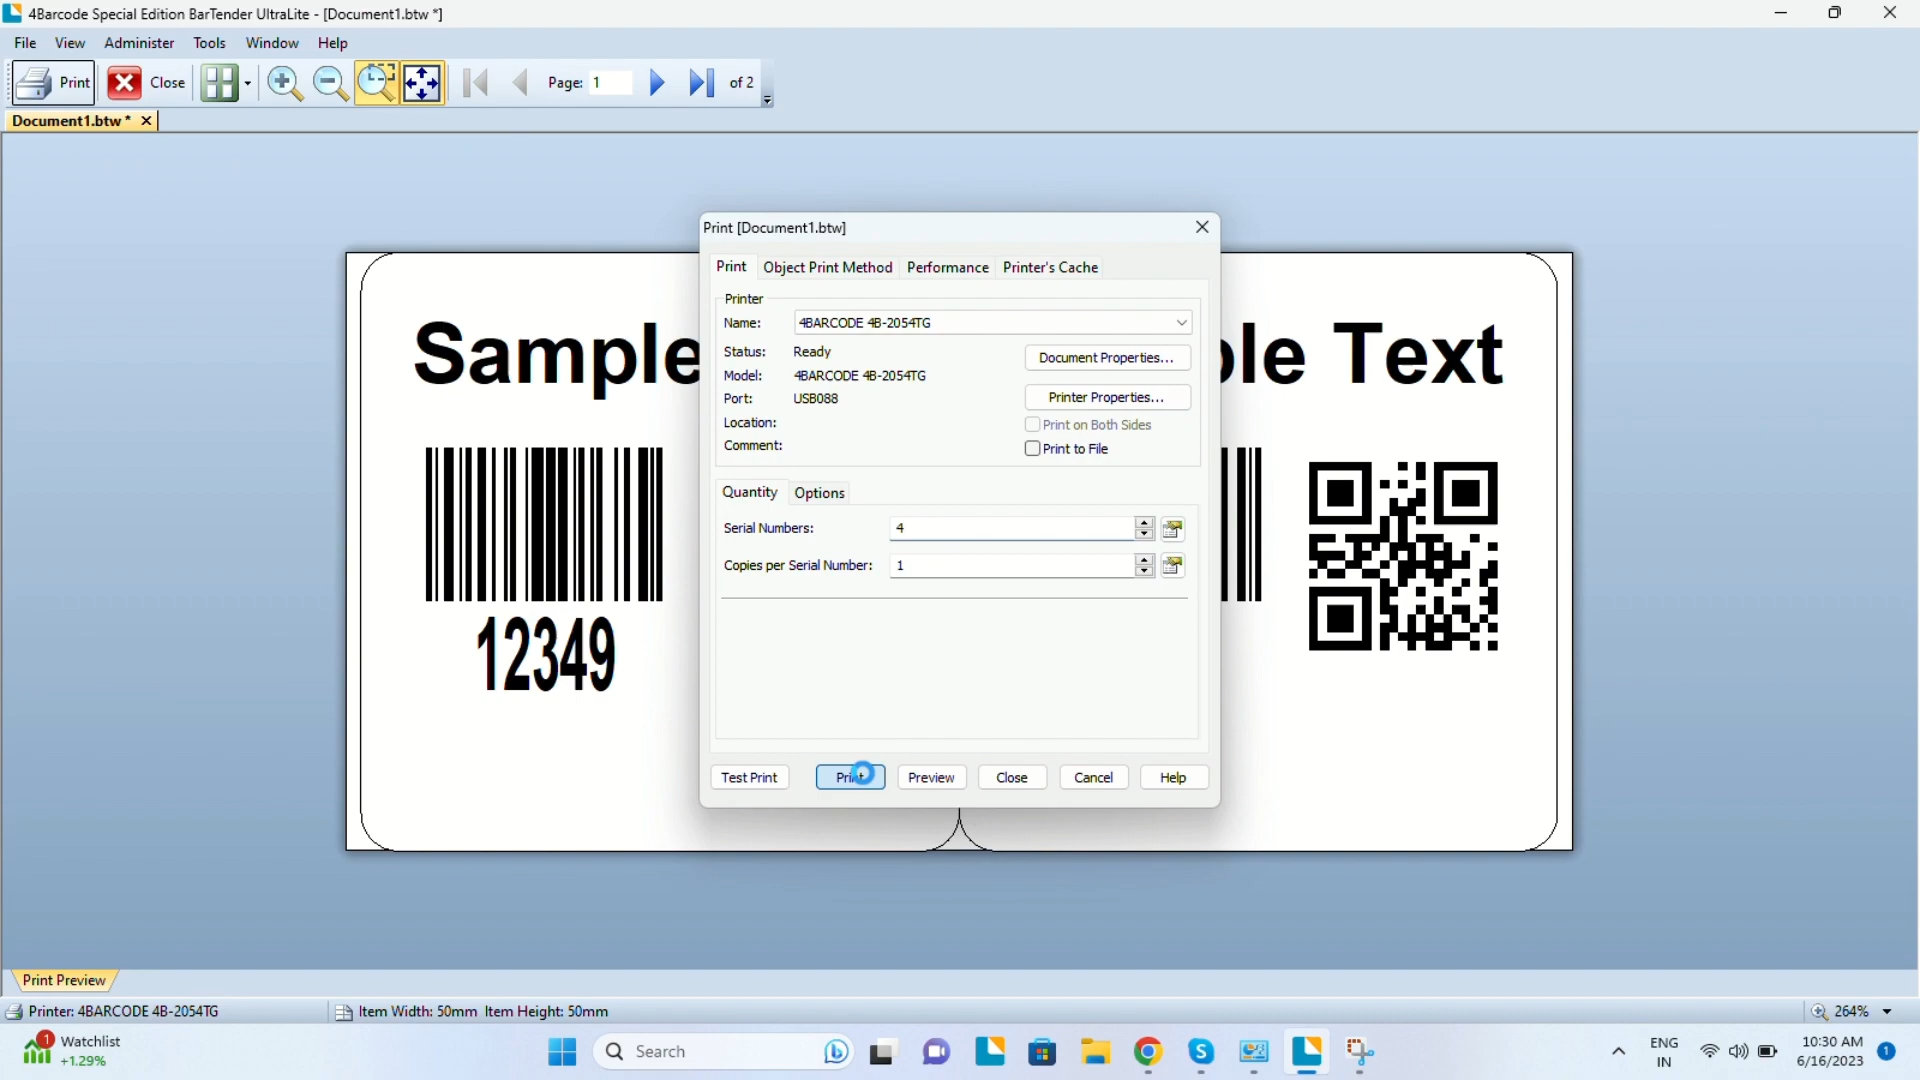 4Barcode Special Edition BarTender UltraLite - [Document1.btw *]
File View Administer Tools Window Help
Print Close Page: 1 of 2
Document1.btw *
Print [Document1.btw]
Print Object Print Method Performance Printer's Cache
Printer
Name: 4BARCODE 4B-2054TG
Status: Ready Document Properties...
Model: 4BARCODE 4B-2054TG
Port: USB088 Printer Properties...
Location: Print on Both Sides
Comment: Print to File
Quantity Options
Serial Numbers: 4
Copies per Serial Number: 1
Test Print Print Preview Close Cancel Help
Sample
ple Text
12349
Print Preview
Printer: 4BARCODE 4B-2054TG Item Width: 50mm Item Height: 50mm 264%
1 Watchlist
+1.29%
Search
ENG
IN
10:30 AM
6/16/2023
1